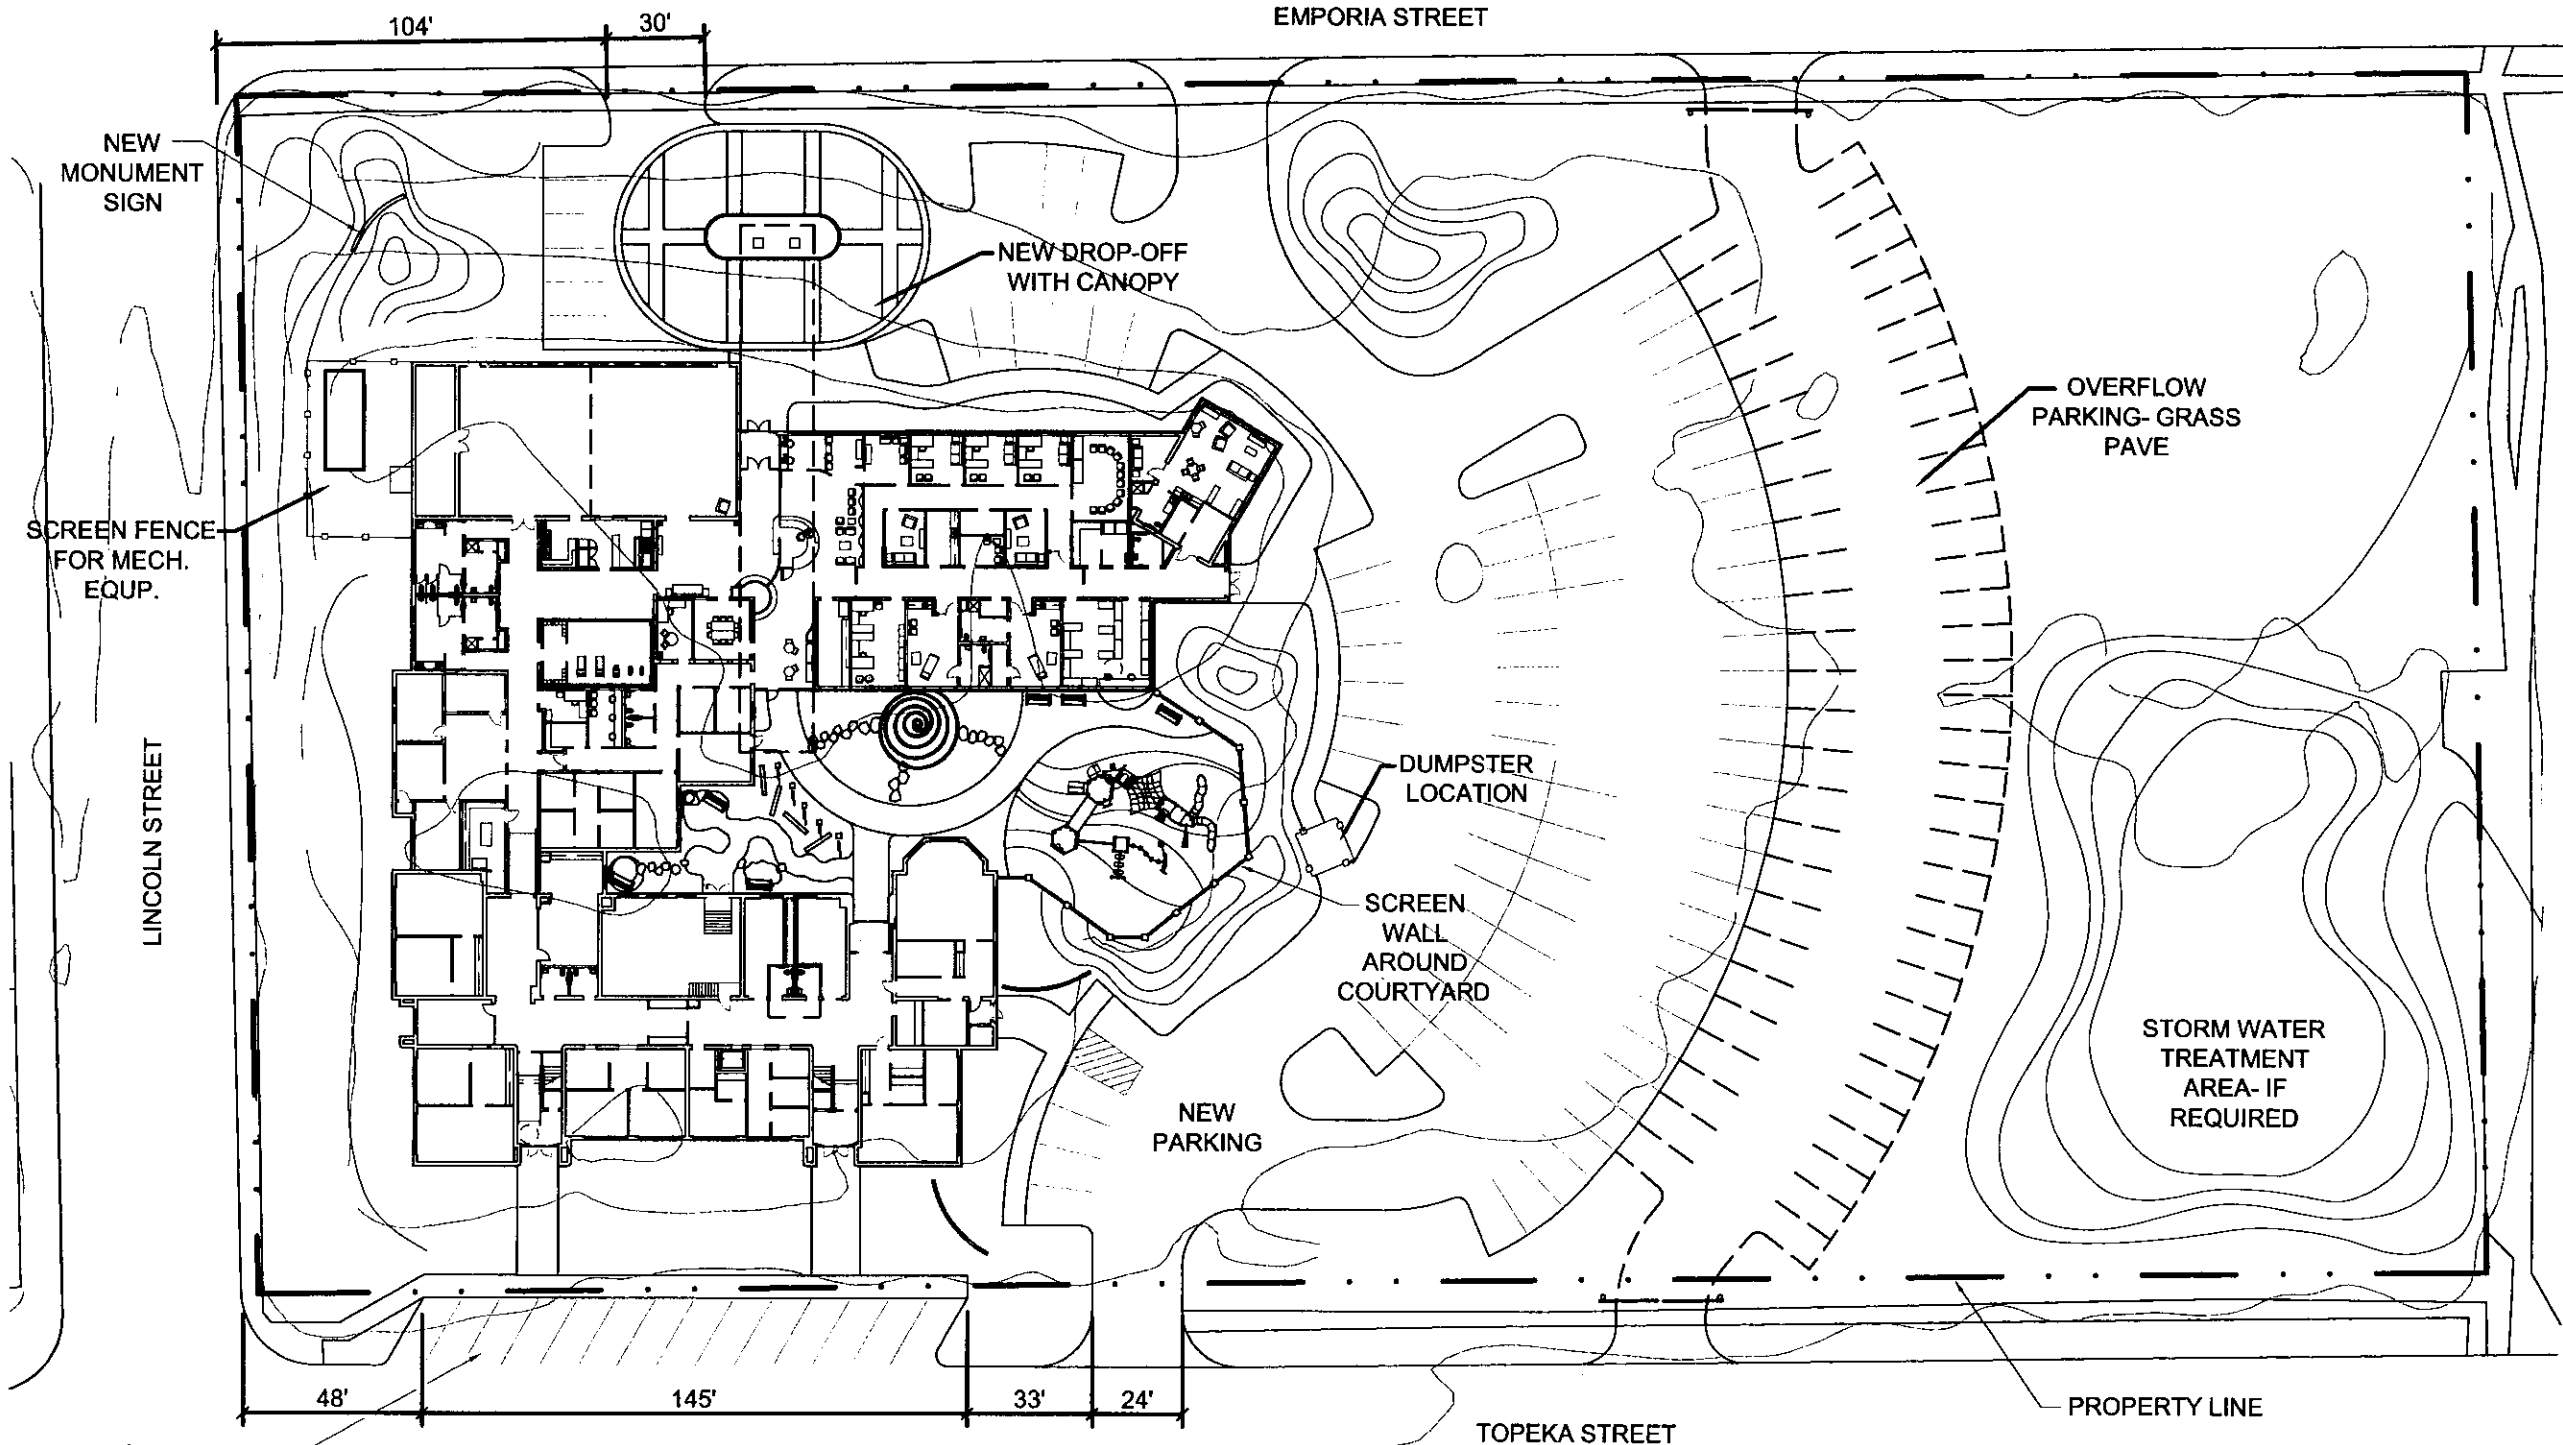 EMPORIA STREET
104'
30'
NEW
MONUMENT
SIGN
NEW DROP-OFF
WITH CANOPY
OVERFLOW
PARKING- GRASS
PAVE
SCREEN FENCE
FOR MECH.
EQUP.
LINCOLN STREET
DUMPSTER
LOCATION
SCREEN
WALL
AROUND
COURTYARD
STORM WATER
TREATMENT
AREA- IF
REQUIRED
NEW
PARKING
48'
145'
33'
24'
PROPERTY LINE
TOPEKA STREET